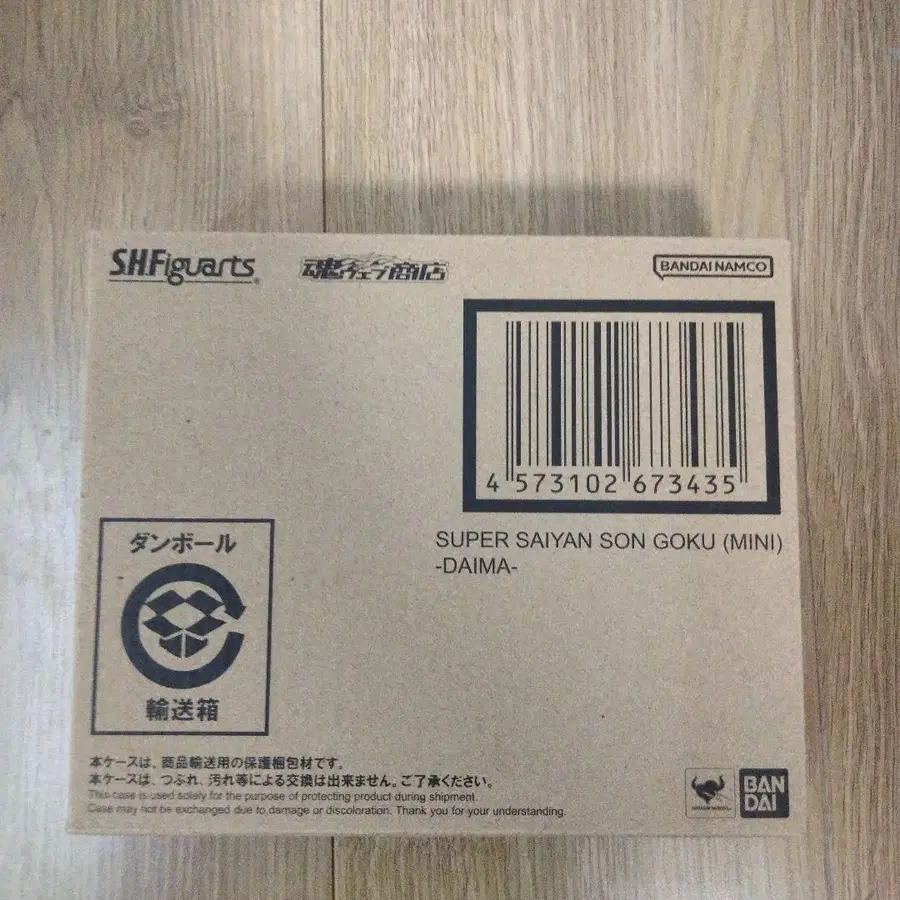 S.H.Figuarts
魂ウェブ商店
BANDAI NAMCO
4 573102 673435
SUPER SAIYAN SON GOKU (MINI)
-DAIMA-
ダンボール
輸送箱
本ケースは、商品輸送用の保護梱包材です。
本ケースは、つぶれ、汚れ等による交換は出来ません。ご了承ください。
This case is used solely for the purpose of protecting product during shipment.
Case may not be exchanged due to damage or discoloration. Thank you for your understanding.
BAN
DAI